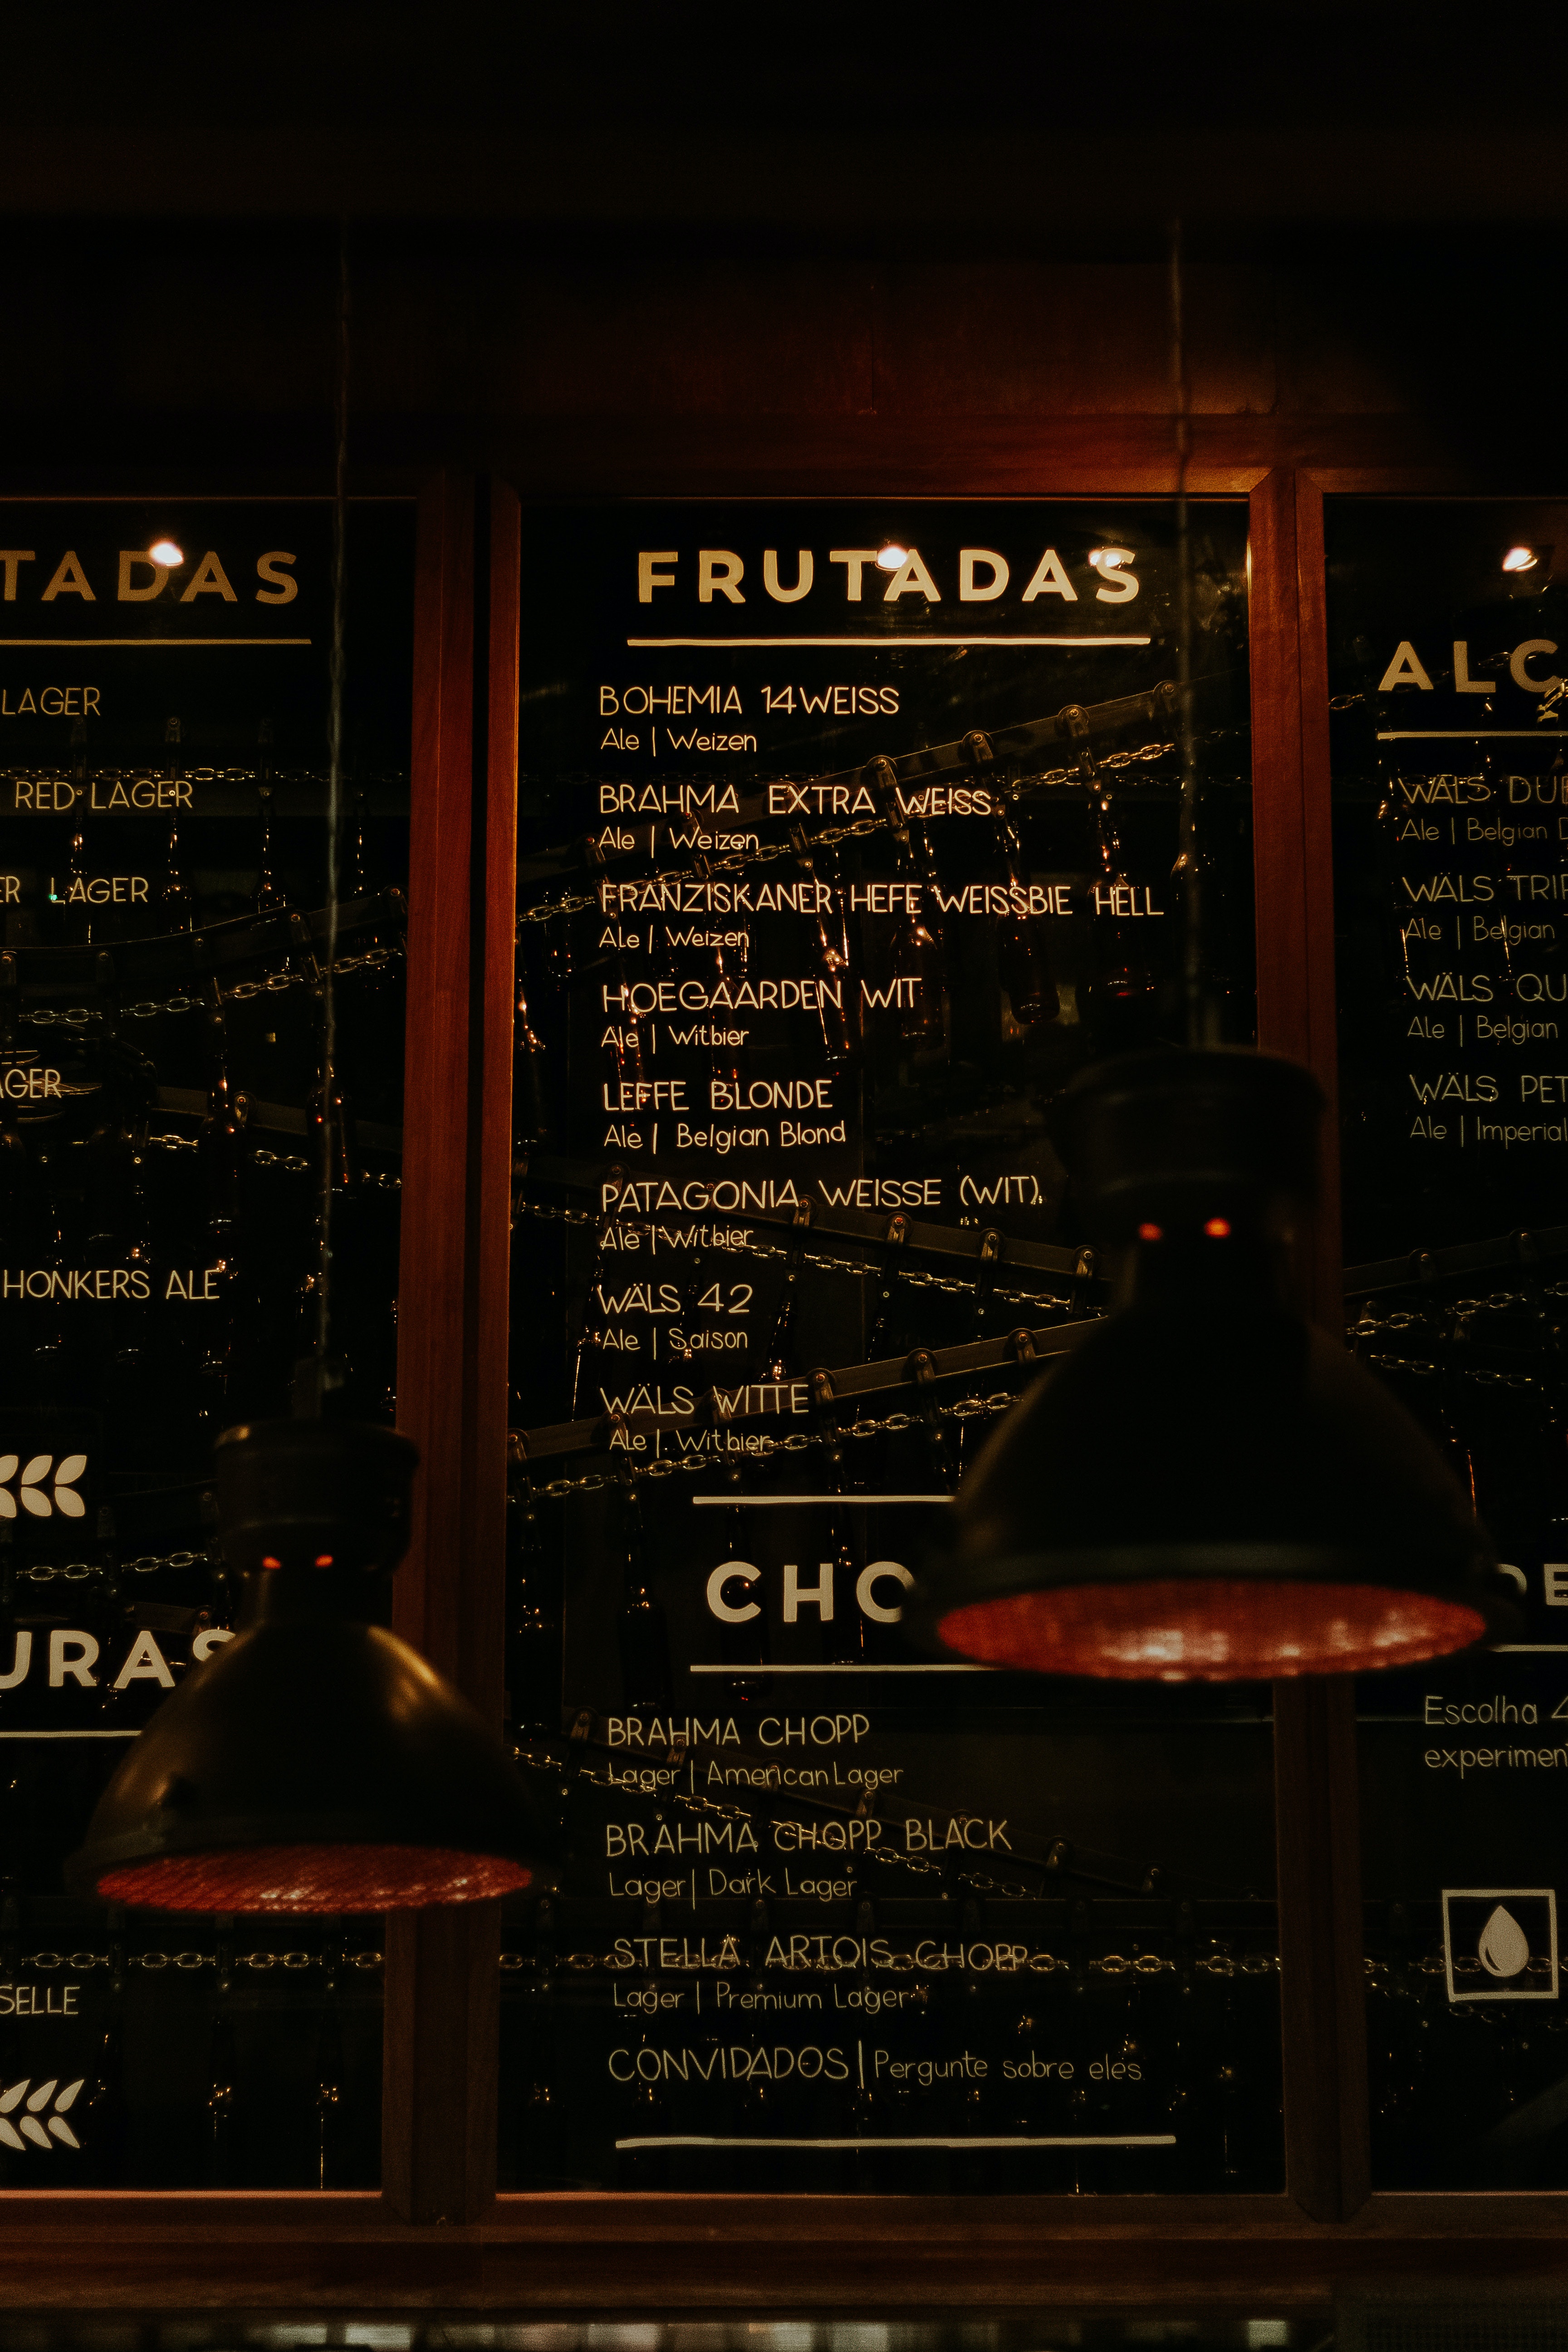 TADAS
LAGER
RED LAGER
ER LAGER
AGER
HONKERS ALE
URAS
SELLE
FRUTADAS
BOHEMIA 14WEISS
Ale | Weizen
BRAHMA EXTRA WEISS
Ale | Weizen
FRANZISKANER HEFE WEISSBIE HELL
Ale | Weizen
HOEGAARDEN WIT
Ale | Witbier
LEFFE BLONDE
Ale | Belgian Blond
PATAGONIA WEISSE (WIT)
Ale | Witbier
WÄLS 42
Ale | Saison
WÄLS WITTE
Ale | Witbier
CHO
BRAHMA CHOPP
Lager | American Lager
BRAHMA CHOPP BLACK
Lager | Dark Lager
STELLA ARTOIS CHOPP
Lager | Premium Lager
CONVIDADOS | Pergunte sobre eles
ALC
WÄLS DUB
Ale | Belgian D
WÄLS TRIP
Ale | Belgian
WÄLS QU
Ale | Belgian
WÄLS PET
Ale | Imperial
DE
Escolha 4
experimen